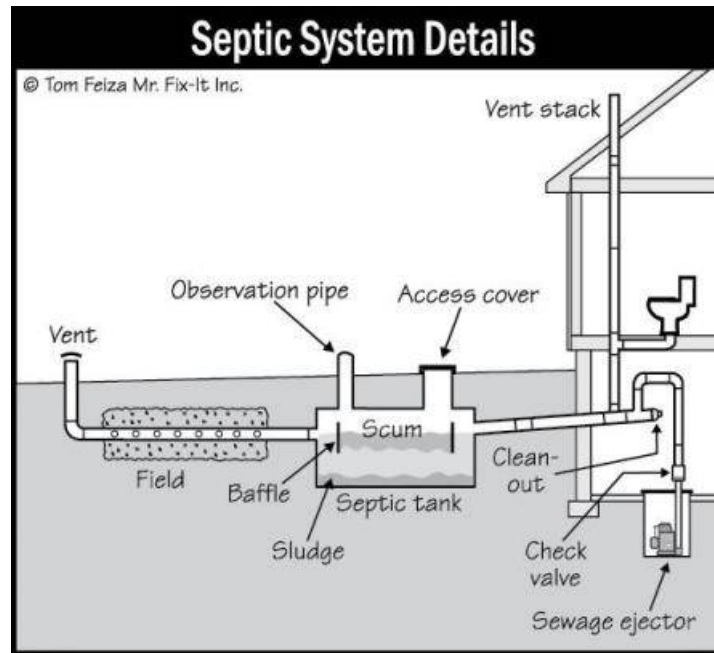 Septic System Details
© Tom Feiza Mr. Fix-It Inc.
Vent stack
Observation pipe
Access cover
Vent
Scum
Field
Baffle
Septic tank
Sludge
Clean-
out
Check
valve
Sewage ejector